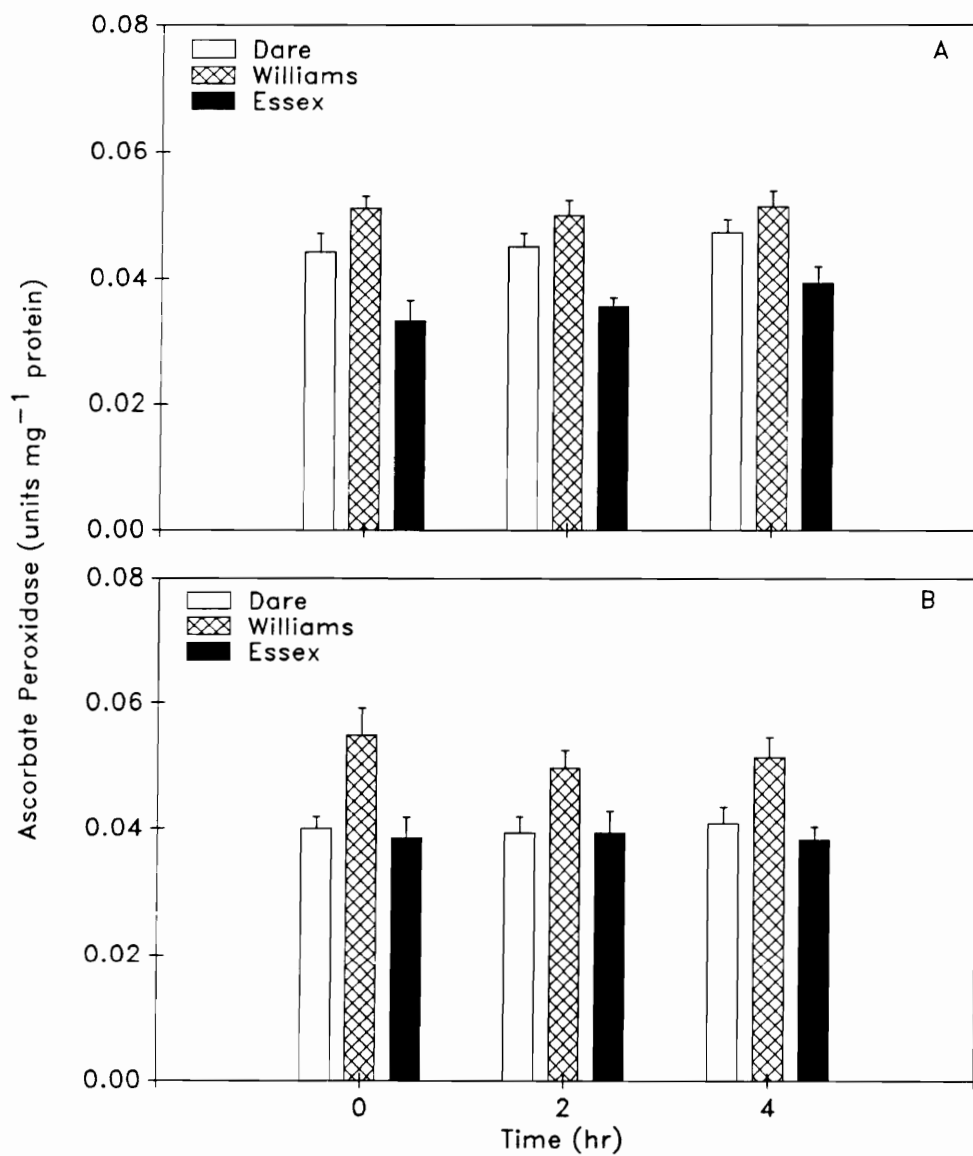 0.08
Dare
A
Williams
Essex
0.06
0.04
0.02
0.00
Ascorbate Peroxidase (units mg⁻¹ protein)
0.08
Dare
B
Williams
Essex
0.06
0.04
0.02
0.00
0 2 4
Time (hr)